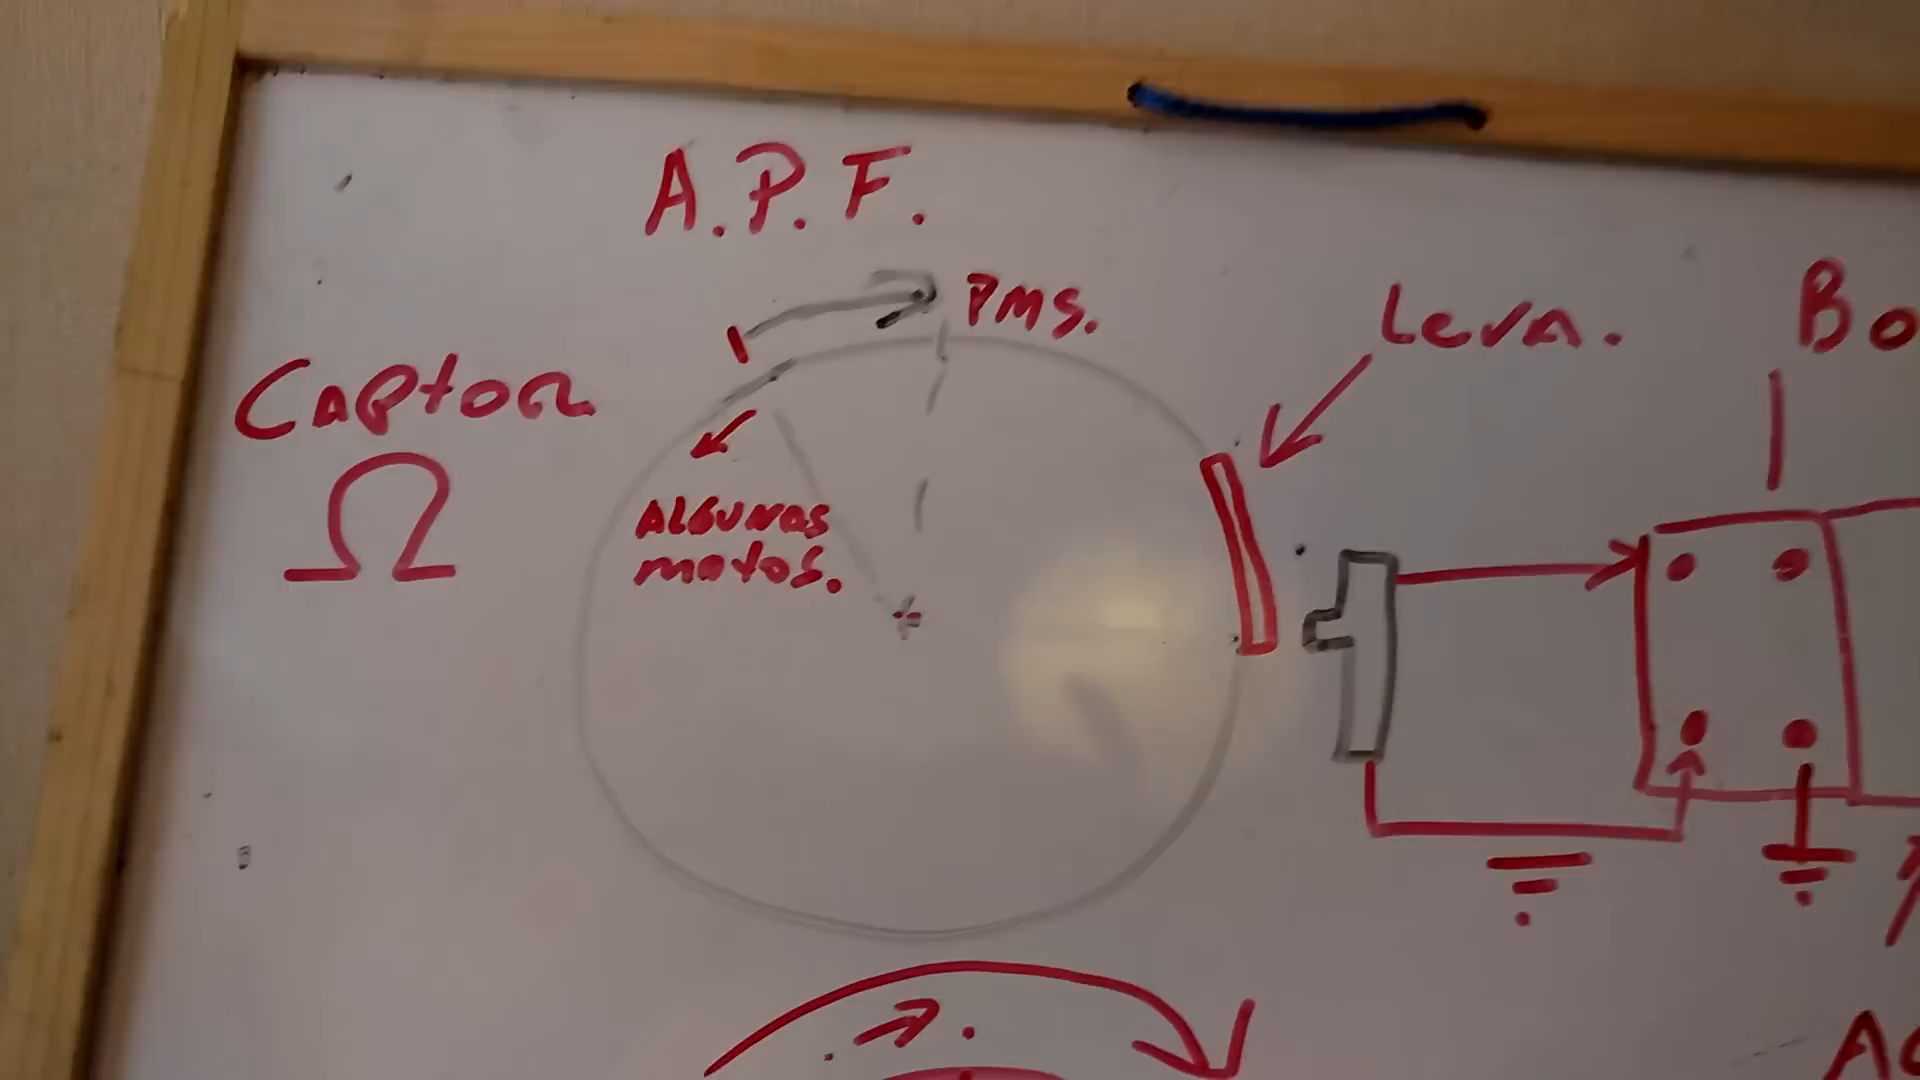 A.P.F.
PMS.
Leva.
Captor
Ω
ALGUNAS
motos.